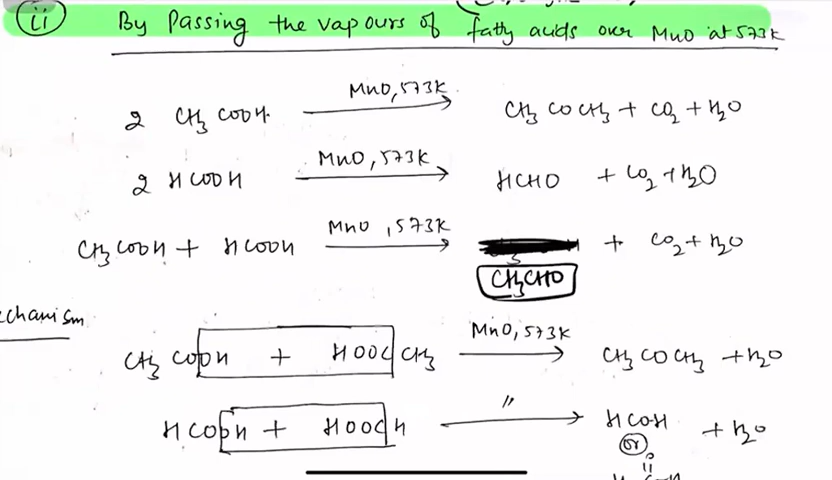 (ii) By Passing the vapours of fatty acids over MnO at 573K
2 CH₃COOH MnO, 573K → CH₃COCH₃ + CO₂ + H₂O
2 HCOOH MnO, 573K → HCHO + CO₂ + H₂O
CH₃COOH + HCOOH MnO, 573K → + CO₂ + H₂O
CH₃CHO
CH₃COOH + HOOCCH₃ MnO, 573K → CH₃COCH₃ + H₂O
HCOOH + HOOCH " → HCOH + H₂O
(or)